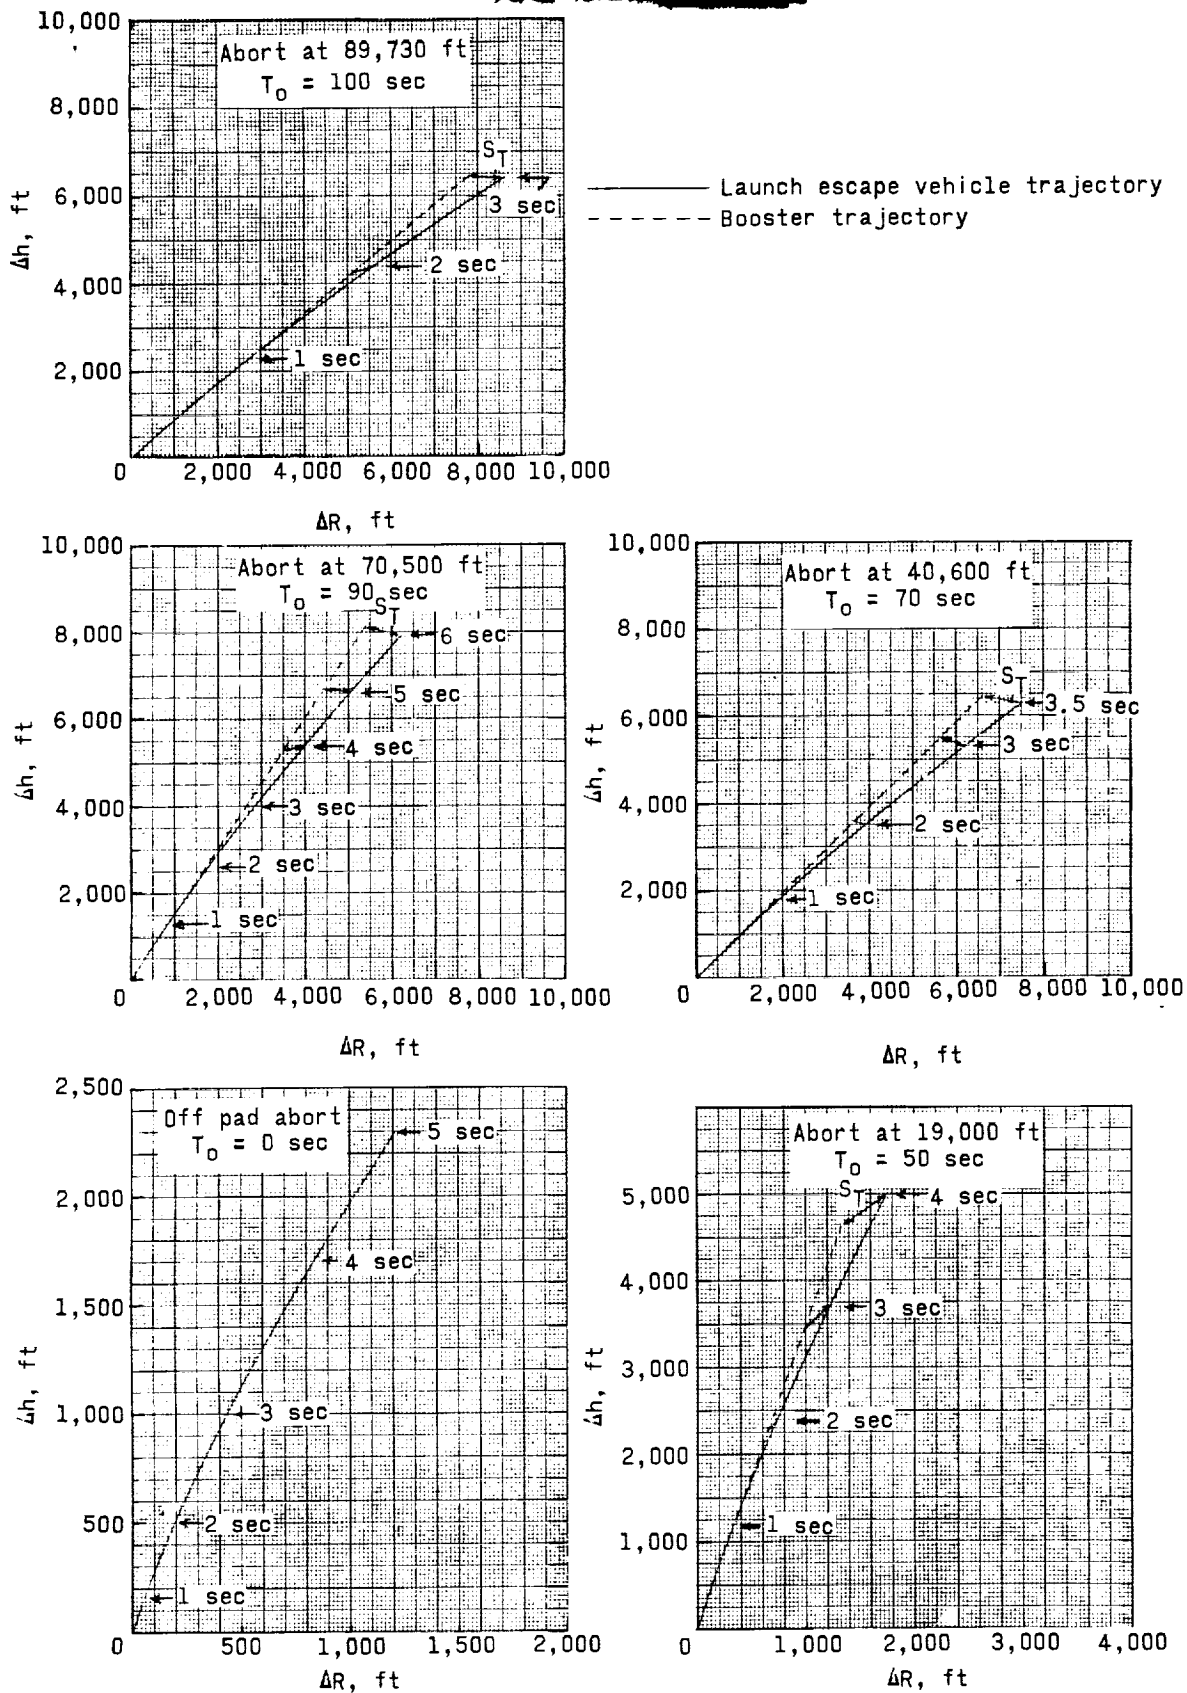 10,000
Abort at 89,730 ft
T₀ = 100 sec
8,000
6,000
4,000
2,000
Δh, ft
S_T
3 sec
2 sec
1 sec
0 2,000 4,000 6,000 8,000 10,000
ΔR, ft
Launch escape vehicle trajectory
Booster trajectory
10,000
Abort at 70,500 ft
T₀ = 90 sec
8,000
6,000
4,000
2,000
Δh, ft
S_T
6 sec
5 sec
4 sec
3 sec
2 sec
1 sec
0 2,000 4,000 6,000 8,000 10,000
ΔR, ft
10,000
Abort at 40,600 ft
T₀ = 70 sec
8,000
6,000
4,000
2,000
Δh, ft
S_T
3.5 sec
3 sec
2 sec
1 sec
0 2,000 4,000 6,000 8,000 10,000
ΔR, ft
2,500
Off pad abort
T₀ = 0 sec
2,000
1,500
1,000
500
Δh, ft
5 sec
4 sec
3 sec
2 sec
1 sec
0 500 1,000 1,500 2,000
ΔR, ft
Abort at 19,000 ft
T₀ = 50 sec
5,000
4,000
3,000
2,000
1,000
Δh, ft
S_T
4 sec
3 sec
2 sec
1 sec
0 1,000 2,000 3,000 4,000
ΔR, ft